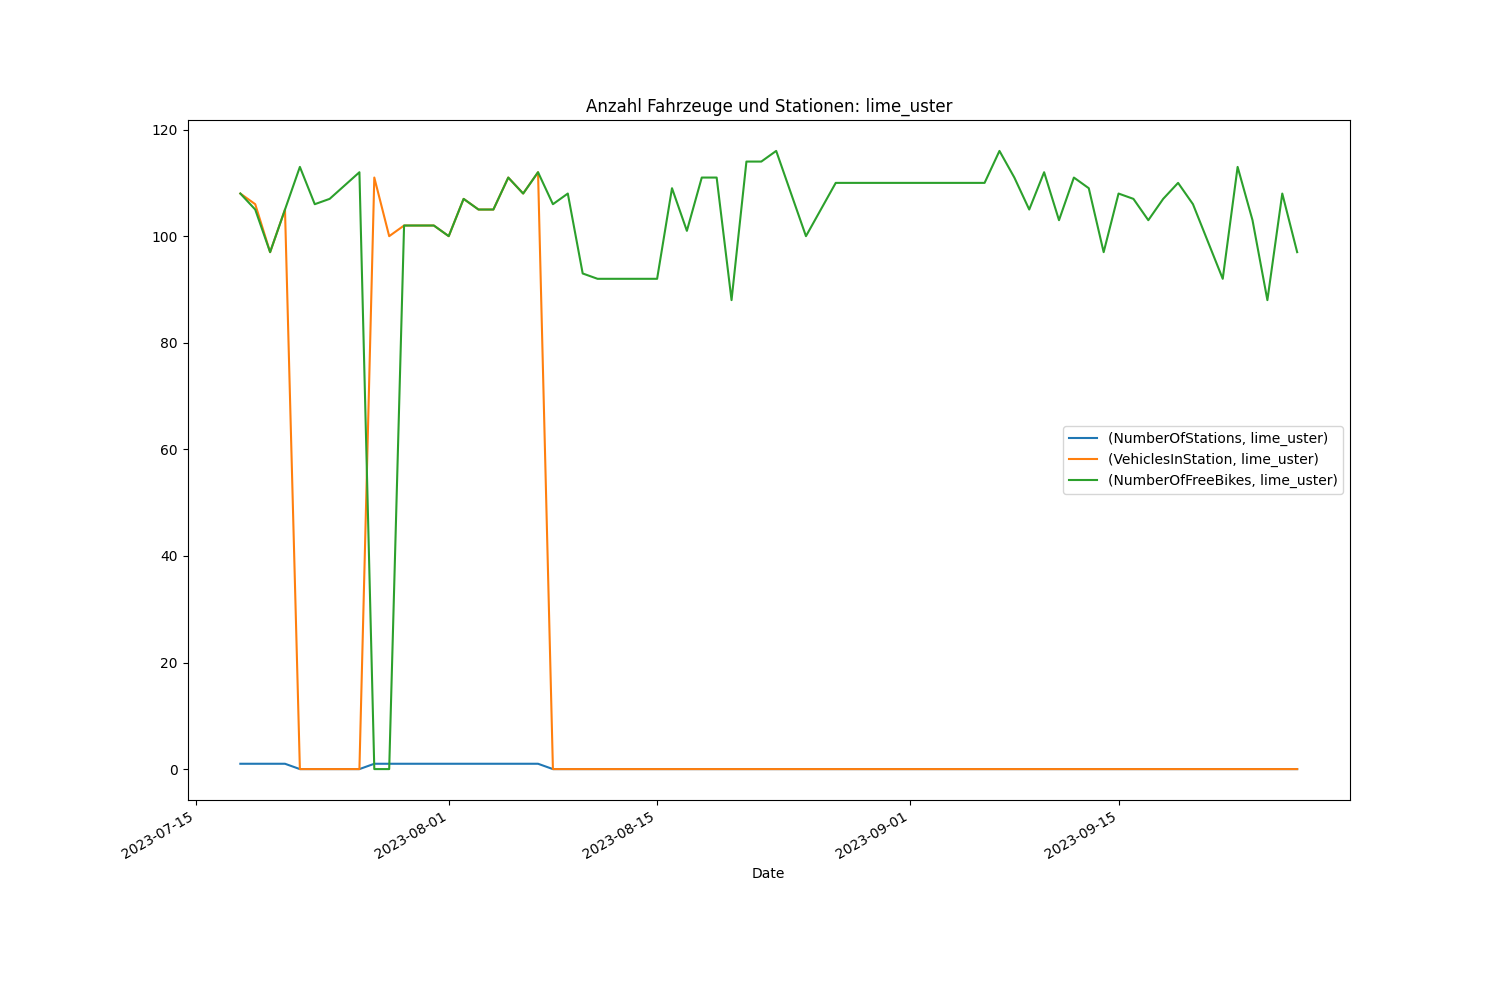 Anzahl Fahrzeuge und Stationen: lime_uster
120
100
80
60
40
20
0
(NumberOfStations, lime_uster)
(VehiclesInStation, lime_uster)
(NumberOfFreeBikes, lime_uster)
2023-07-15
2023-08-01
2023-08-15
2023-09-01
2023-09-15
Date